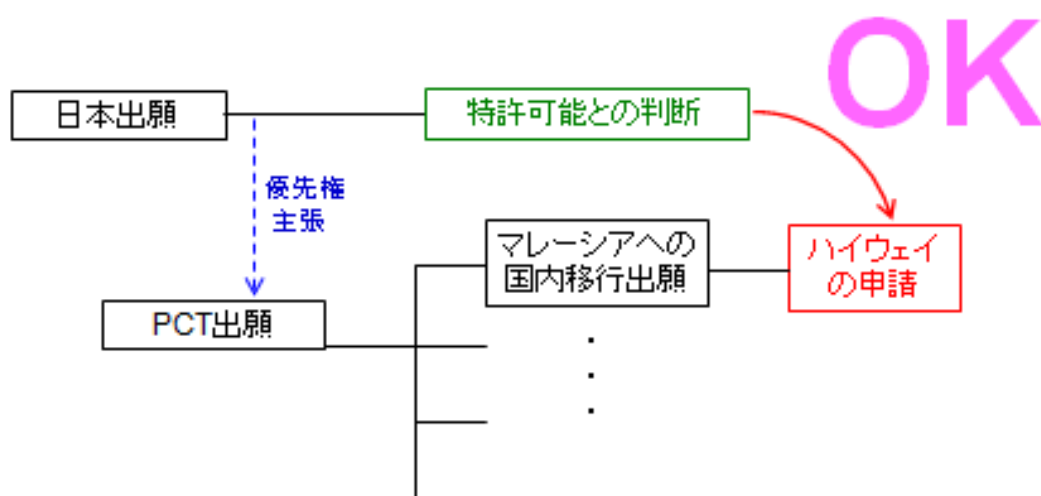 OK
日本出願
特許可能との判断
優先権
主張
マレーシアへの
国内移行出願
ハイウェイ
の申請
PCT出願